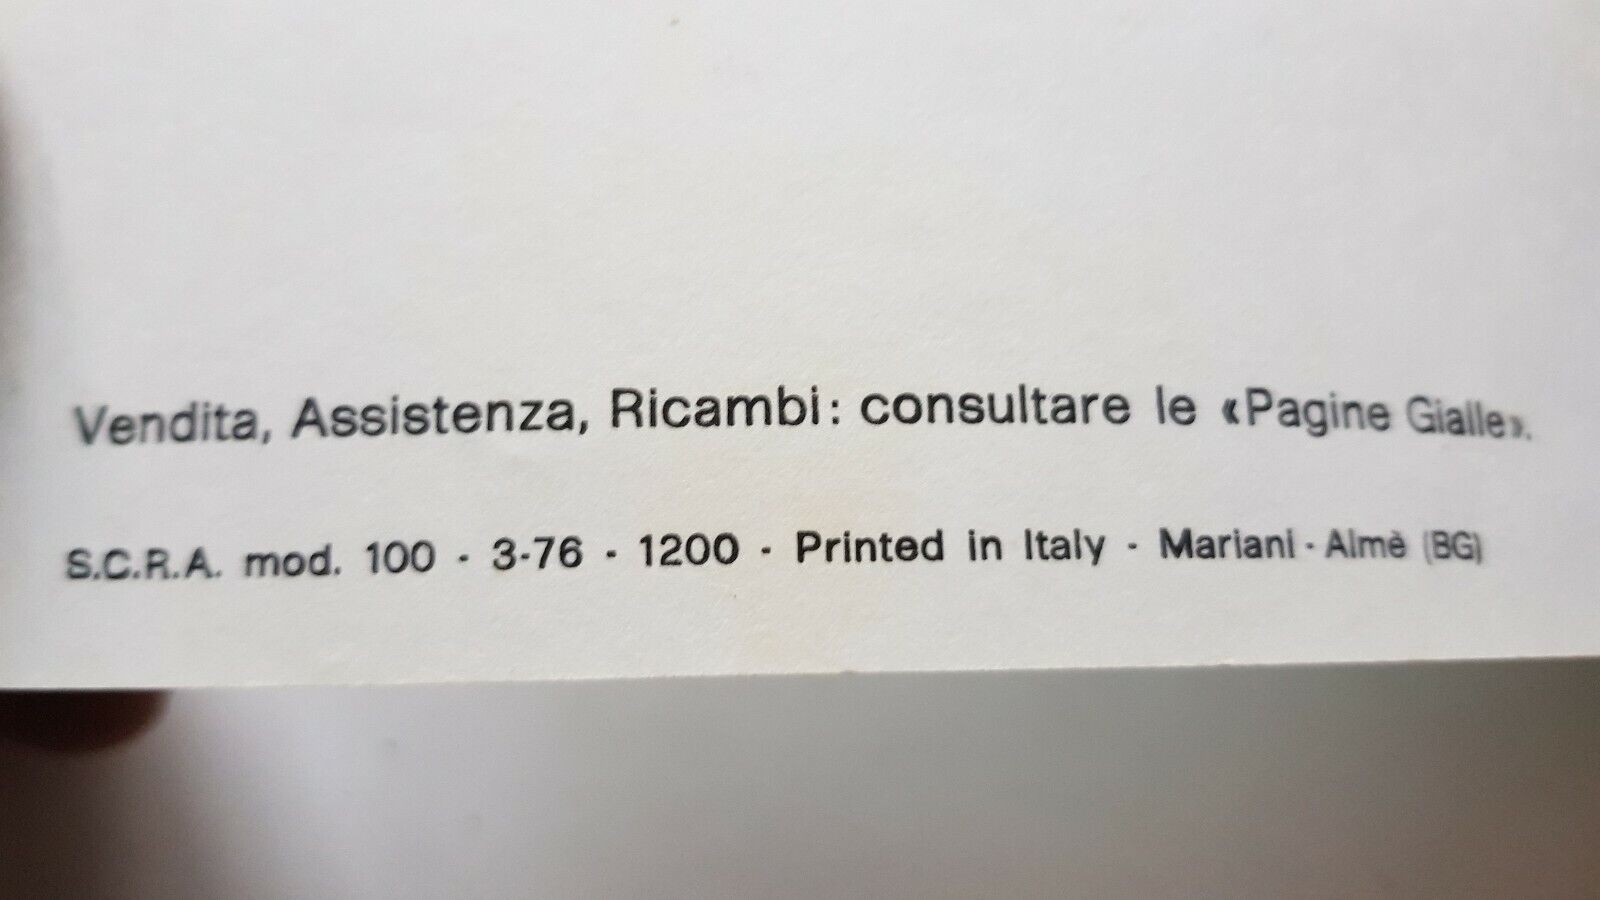 Vendita, Assistenza, Ricambi: consultare le «Pagine Gialle».
S.C.R.A. mod. 100 - 3-76 - 1200 - Printed in Italy - Mariani - Almè (BG)